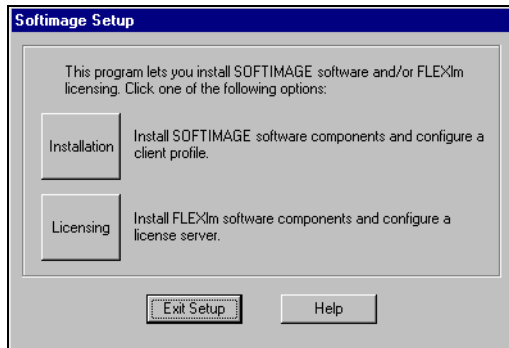 Softimage Setup
This program lets you install SOFTIMAGE software and/or FLEXlm
licensing. Click one of the following options:
Installation
Install SOFTIMAGE software components and configure a
client profile.
Licensing
Install FLEXlm software components and configure a
license server.
Exit Setup
Help